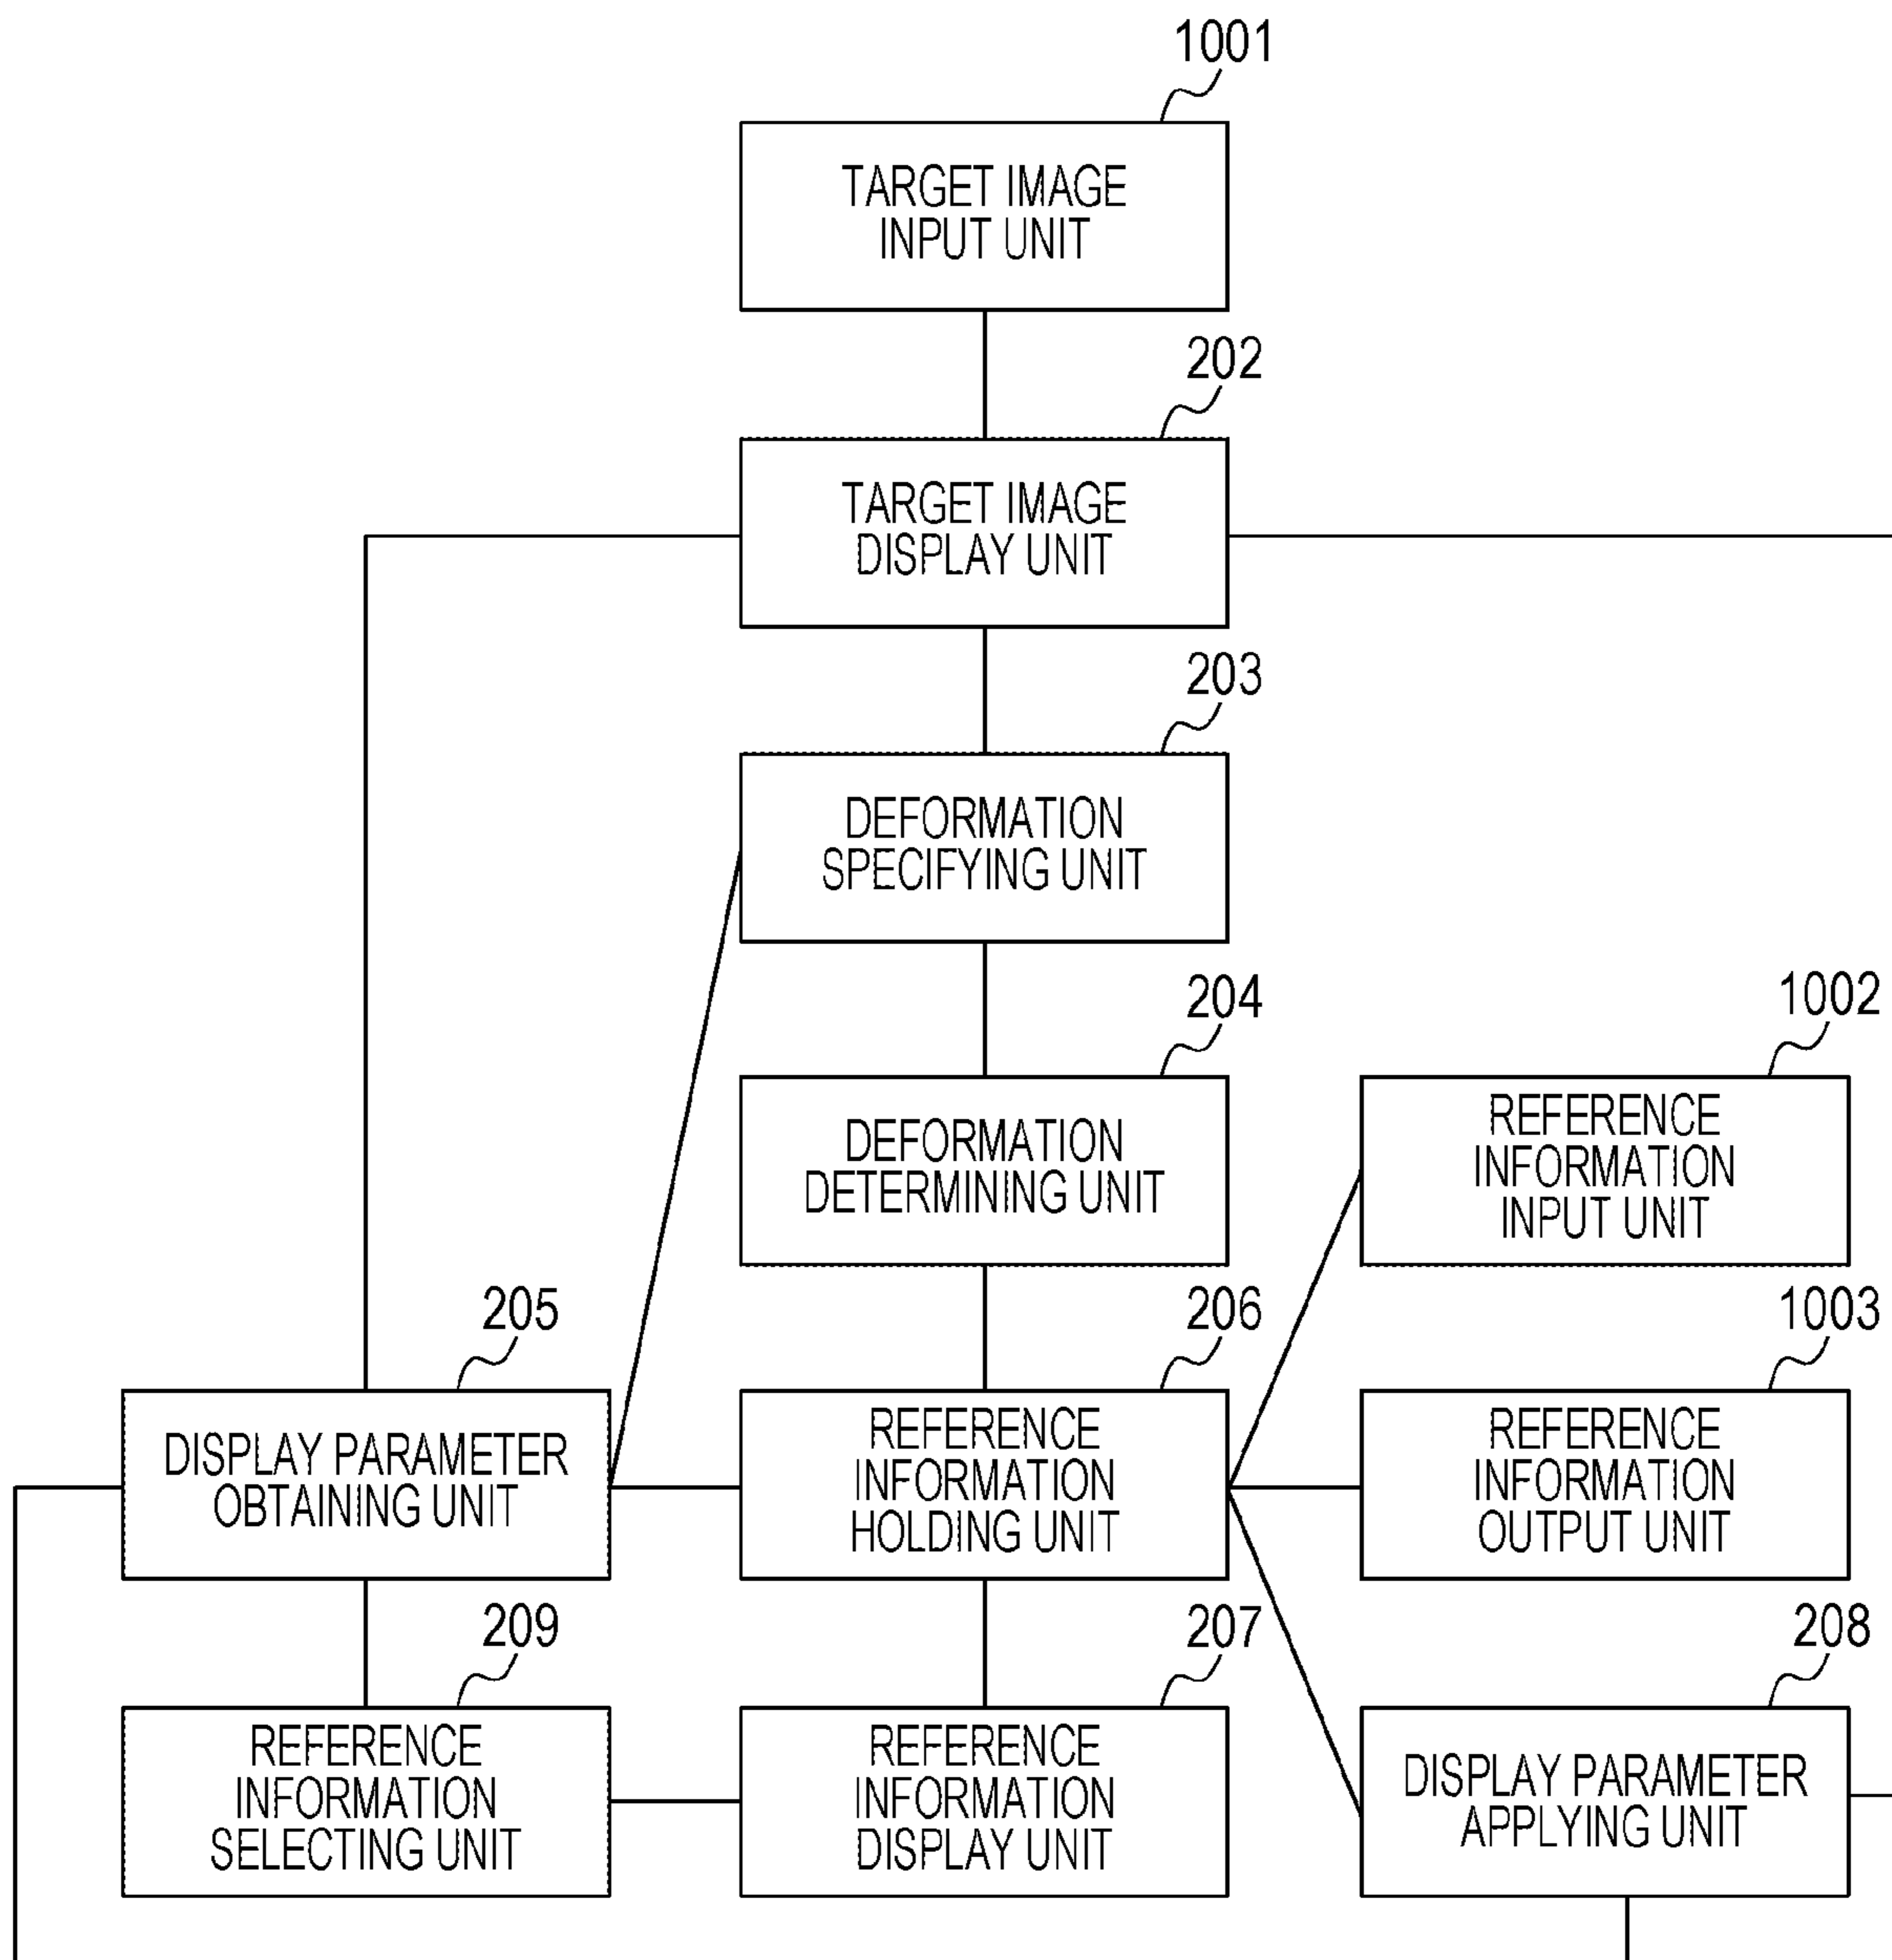 1001
TARGET IMAGE
INPUT UNIT
202
TARGET IMAGE
DISPLAY UNIT
203
DEFORMATION
SPECIFYING UNIT
204
DEFORMATION
DETERMINING UNIT
1002
REFERENCE
INFORMATION
INPUT UNIT
205
DISPLAY PARAMETER
OBTAINING UNIT
206
REFERENCE
INFORMATION
HOLDING UNIT
1003
REFERENCE
INFORMATION
OUTPUT UNIT
209
REFERENCE
INFORMATION
SELECTING UNIT
207
REFERENCE
INFORMATION
DISPLAY UNIT
208
DISPLAY PARAMETER
APPLYING UNIT